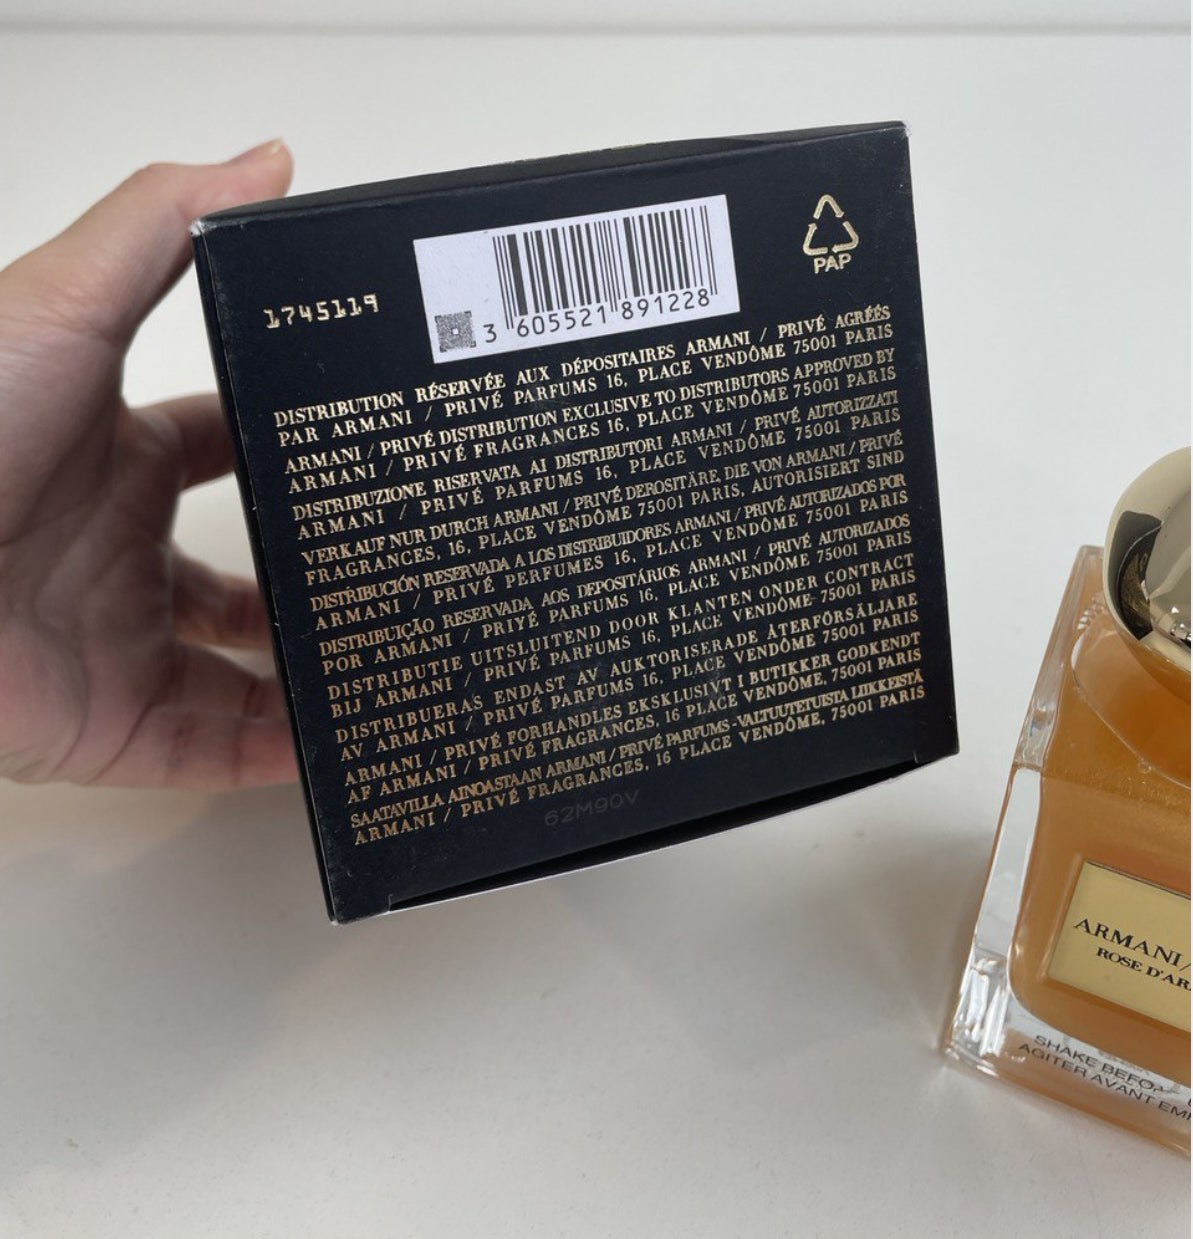 1745119
3 605521 891228
PAP
DISTRIBUTION RÉSERVÉE AUX DÉPOSITAIRES ARMANI / PRIVÉ AGRÉÉS
PAR ARMANI / PRIVÉ PARFUMS 16, PLACE VENDÔME 75001 PARIS
ARMANI / PRIVÉ DISTRIBUTION EXCLUSIVE TO DISTRIBUTORS APPROVED BY
ARMANI / PRIVÉ FRAGRANCES 16, PLACE VENDÔME 75001 PARIS
DISTRIBUZIONE RISERVATA AI DISTRIBUTORI ARMANI / PRIVÉ AUTORIZZATI
ARMANI / PRIVÉ PARFUMS 16, PLACE VENDÔME 75001 PARIS
VERKAUF NUR DURCH ARMANI / PRIVÉ DEROSITÄRE, DIE VON ARMANI / PRIVÉ
FRAGRANCES, 16, PLACE VENDÔME 75001 PARIS, AUTORISIERT SIND
DISTRIBUCIÓN RESERVADA A LOS DISTRIBUIDORES ARMANI / PRIVÉ AUTORIZADOS POR
ARMANI / PRIVÉ PERFUMES 16, PLACE VENDÔME 75001 PARIS
DISTRIBUIÇÃO RESERVADA AOS DEPOSITÁRIOS ARMANI / PRIVÉ AUTORIZADOS
POR ARMANI / PRIVÉ PARFUMS 16, PLACE VENDÔME 75001 PARIS
DISTRIBUTIE UITSLUITEND DOOR KLANTEN ONDER CONTRACT
BIJ ARMANI / PRIVÉ PARFUMS 16, PLACE VENDÔME 75001 PARIS
DISTRIBUERAS ENDAST AV AUKTORISERADE ÅTERFÖRSÄLJARE
AV ARMANI / PRIVÉ PARFUMS 16, PLACE VENDÔME 75001 PARIS
ARMANI / PRIVÉ FORHANDLES EKSKLUSIVT I BUTIKKER GODKENDT
AF ARMANI / PRIVÉ FRAGRANCES, 16 PLACE VENDÔME, 75001 PARIS
SAATAVILLA AINOASTAAN ARMANI / PRIVÉ PARFUMS -VALTUUTETUISTA LIIKKEISTÄ
ARMANI / PRIVÉ FRAGRANCES, 16 PLACE VENDÔME, 75001 PARIS
62M90V
ARMANI/
ROSE D'AR
SHAKE BEFO
AGITER AVANT EM